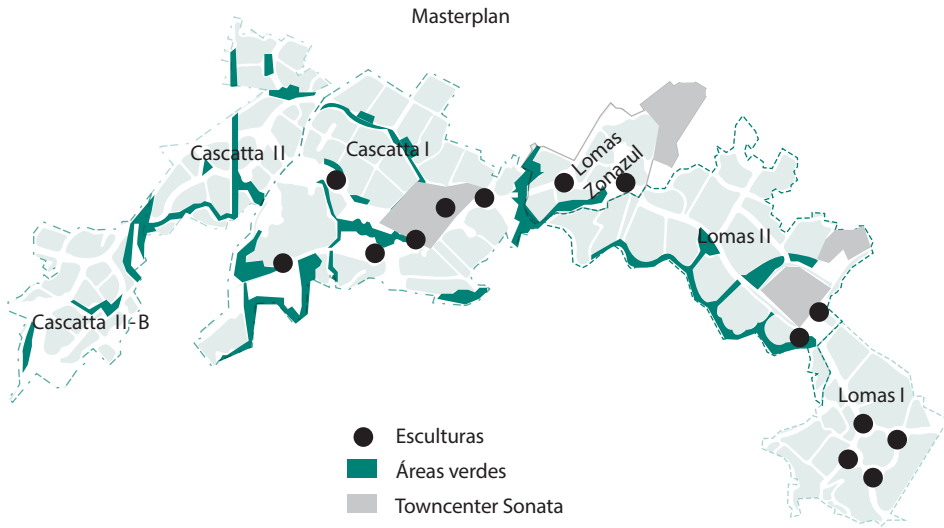 Masterplan
Cascatta II
Cascatta I
Lomas
Zonazul
Lomas II
Cascatta II-B
Lomas I
Esculturas
Áreas verdes
Towncenter Sonata